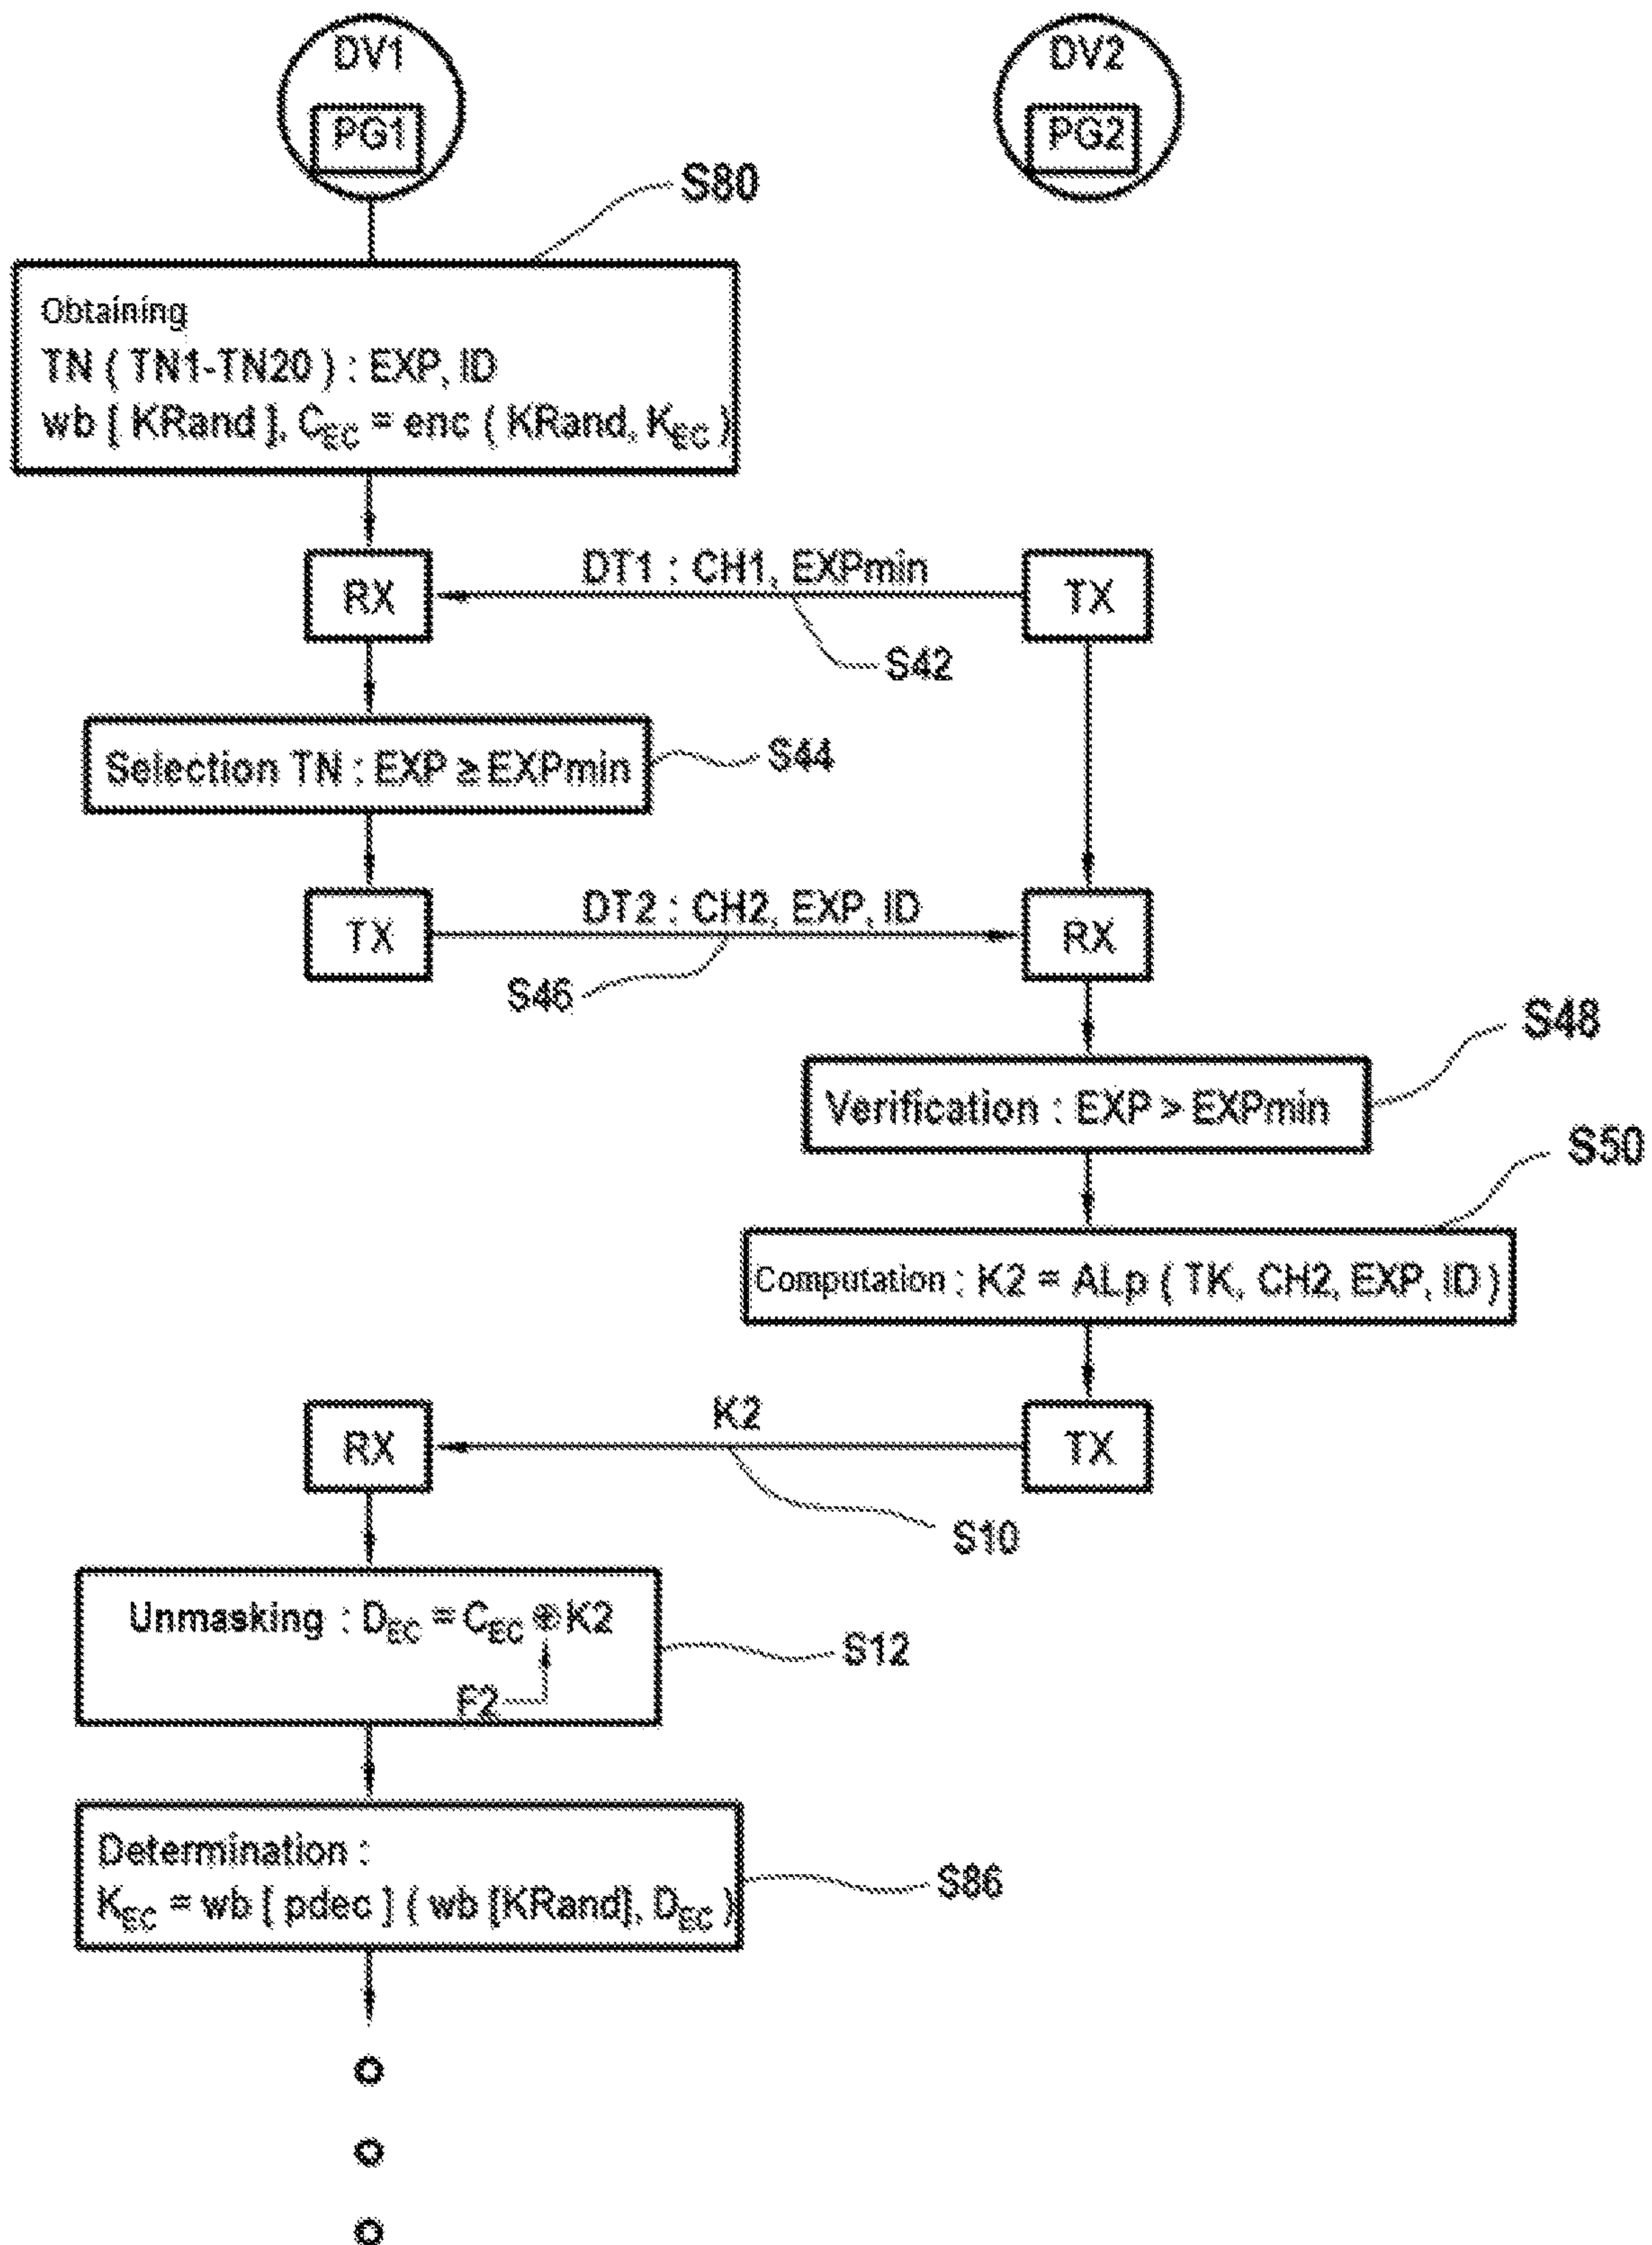 DV1
PG1
DV2
PG2
S80
Obtaining
TN ( TN1-TN20 ) : EXP, ID
wb [ KRand ], C_EC = enc ( KRand, K_EC )
RX
DT1 : CH1, EXPmin
TX
S42
Selection TN : EXP ≥ EXPmin
S44
TX
DT2 : CH2, EXP, ID
RX
S46
S48
Verification : EXP > EXPmin
S50
Computation : K2 = ALp ( TK, CH2, EXP, ID )
RX
K2
TX
S10
Unmasking : D_EC = C_EC ⊕ K2
S12
F2
Determination :
K_EC = wb [ pdec ] ( wb [KRand], D_EC )
S86